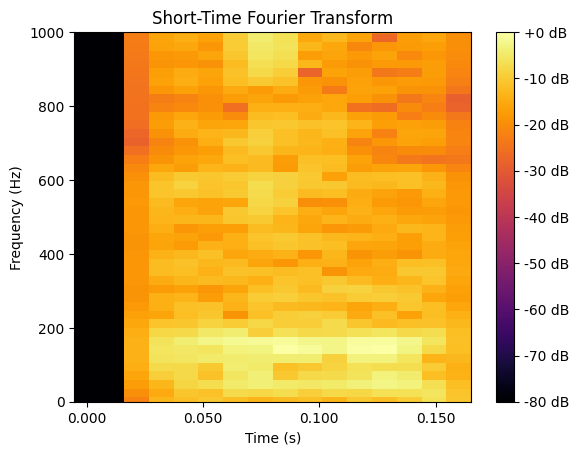 Short-Time Fourier Transform
Frequency (Hz)
1000
800
600
400
200
0
0.000
0.050
0.100
0.150
Time (s)
+0 dB
-10 dB
-20 dB
-30 dB
-40 dB
-50 dB
-60 dB
-70 dB
-80 dB